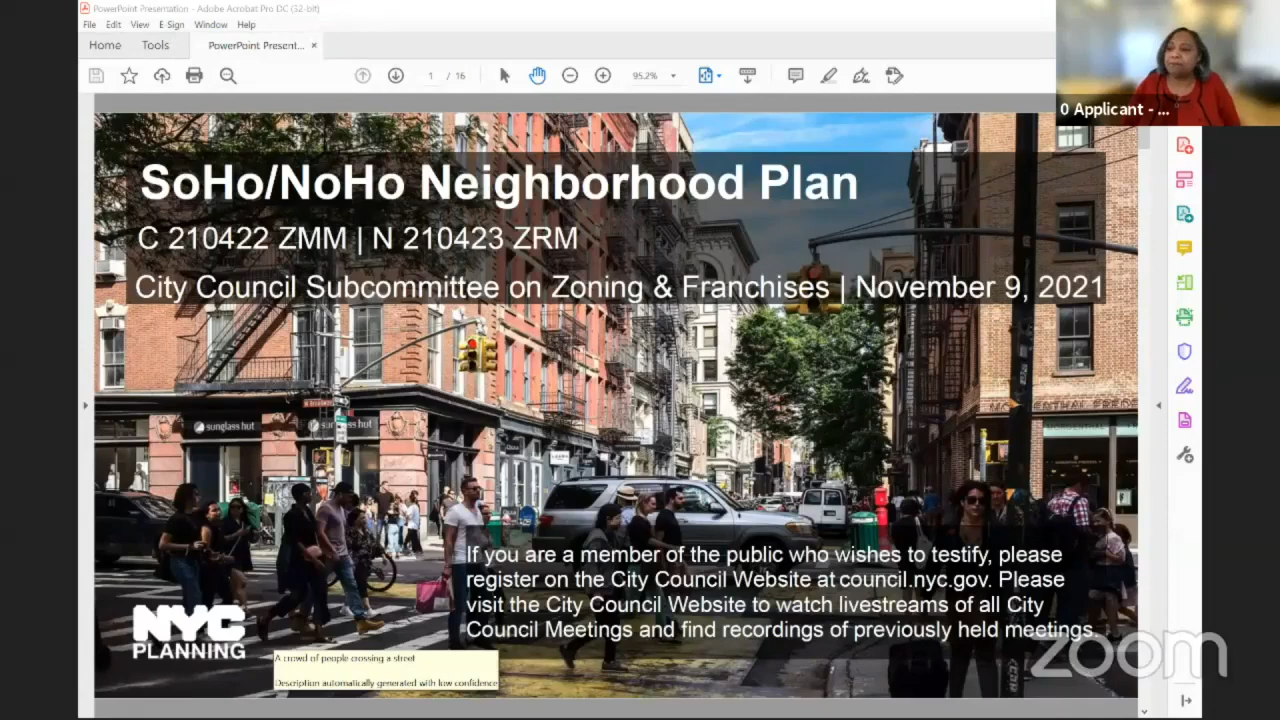 PowerPoint Presentation - Adobe Acrobat Pro DC (32-bit)
File Edit View E-Sign Window Help
Home Tools PowerPoint Present... ×
1 / 16 95.2%
0 Applicant - ...
SoHo/NoHo Neighborhood Plan
C 210422 ZMM | N 210423 ZRM
City Council Subcommittee on Zoning & Franchises | November 9, 2021
sunglass hut
sunglass hut
If you are a member of the public who wishes to testify, please
register on the City Council Website at council.nyc.gov. Please
visit the City Council Website to watch livestreams of all City
Council Meetings and find recordings of previously held meetings.
NYC
PLANNING
A crowd of people crossing a street
Description automatically generated with low confidence
zoom